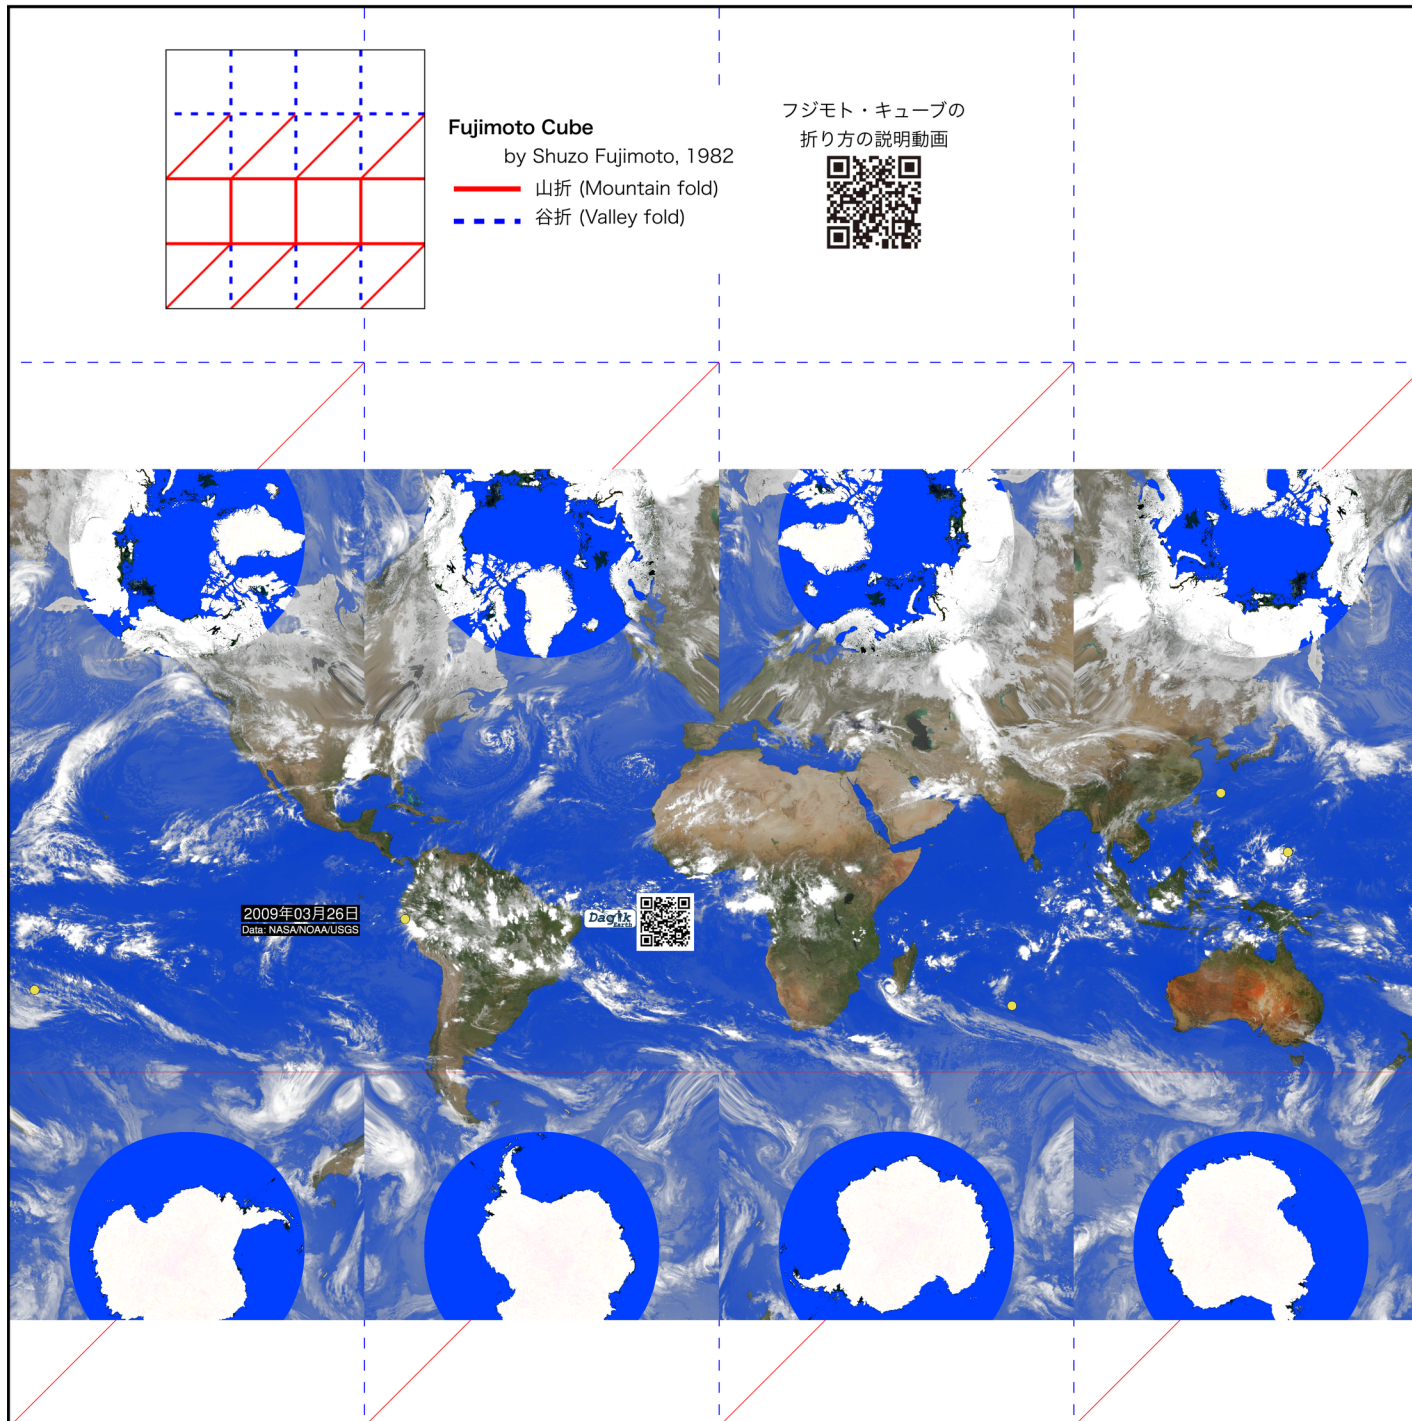 Fujimoto Cube
by Shuzo Fujimoto, 1982
山折 (Mountain fold)
谷折 (Valley fold)
フジモト・キューブの
折り方の説明動画
2009年03月26日
Data: NASA/NOAA/USGS
Dagik
Earth